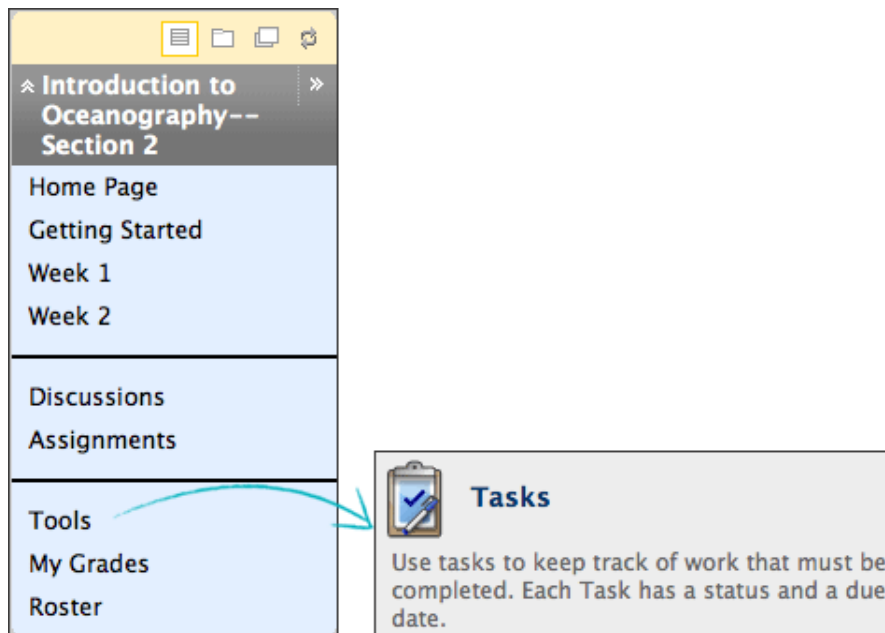 Introduction to
Oceanography--
Section 2
Home Page
Getting Started
Week 1
Week 2
Discussions
Assignments
Tools
My Grades
Roster
Tasks
Use tasks to keep track of work that must be
completed. Each Task has a status and a due
date.